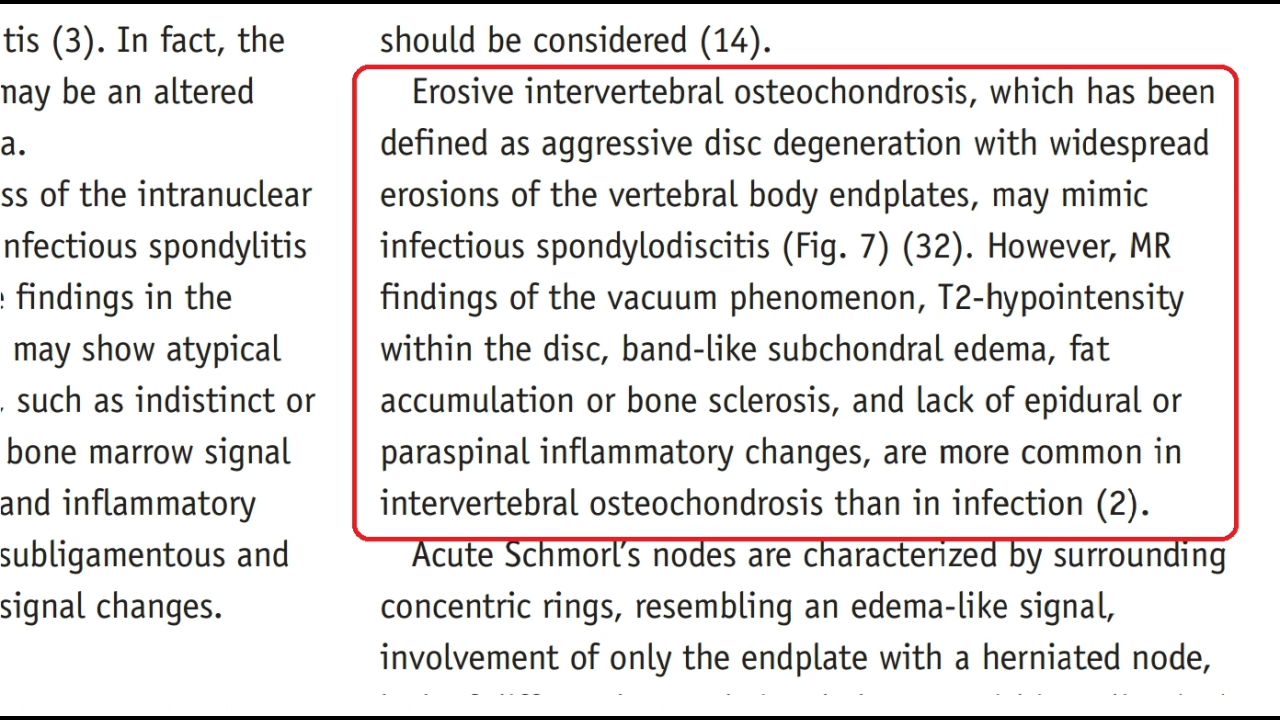 tis (3). In fact, the
may be an altered
a.
ss of the intranuclear
nfectious spondylitis
findings in the
may show atypical
, such as indistinct or
bone marrow signal
and inflammatory
subligamentous and
signal changes.
should be considered (14).
Erosive intervertebral osteochondrosis, which has been
defined as aggressive disc degeneration with widespread
erosions of the vertebral body endplates, may mimic
infectious spondylodiscitis (Fig. 7) (32). However, MR
findings of the vacuum phenomenon, T2-hypointensity
within the disc, band-like subchondral edema, fat
accumulation or bone sclerosis, and lack of epidural or
paraspinal inflammatory changes, are more common in
intervertebral osteochondrosis than in infection (2).
Acute Schmorl’s nodes are characterized by surrounding
concentric rings, resembling an edema-like signal,
involvement of only the endplate with a herniated node,